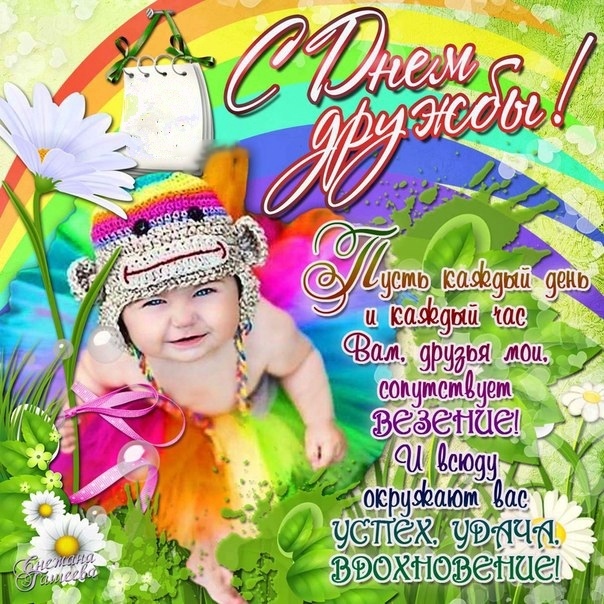 С Днем
дружбы!
Пусть каждый день
и каждый час
Вам, друзья мои,
сопутствует
ВЕЗЕНИЕ!
И всюду
окружают вас
УСПЕХ, УДАЧА,
ВДОХНОВЕНИЕ!
Снежана
Гатеева